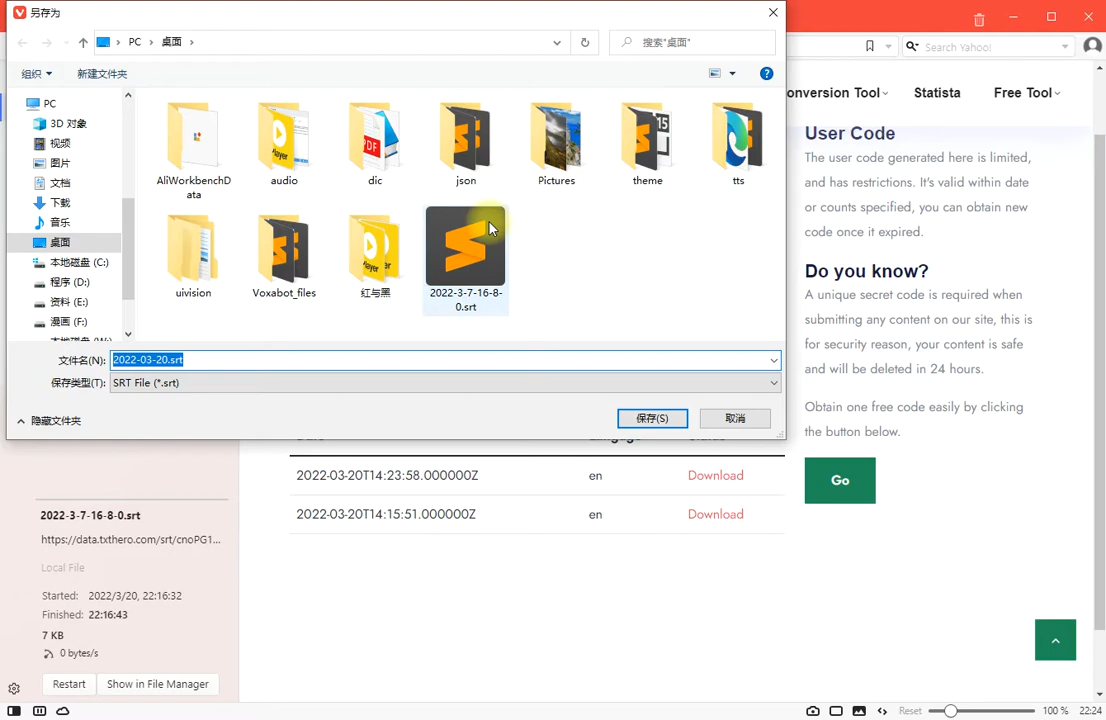 另存为
PC
桌面
搜索"桌面"
组织
新建文件夹
PC
3D 对象
视频
图片
文档
下载
音乐
桌面
本地磁盘 (C:)
程序 (D:)
资料 (E:)
漫画 (F:)
AliWorkbenchD
ata
audio
dic
json
Pictures
theme
tts
uivision
Voxabot_files
红与黑
2022-3-7-16-8-
0.srt
文件名(N):
2022-03-20.srt
保存类型(T):
SRT File (*.srt)
隐藏文件夹
保存(S)
取消
Search Yahoo!
onversion Tool
Statista
Free Tool
User Code
The user code generated here is limited,
and has restrictions. It's valid within date
or counts specified, you can obtain new
code once it expired.
Do you know?
A unique secret code is required when
submitting any content on our site, this is
for security reason, your content is safe
and will be deleted in 24 hours.
Obtain one free code easily by clicking
the button below.
Go
2022-03-20T14:23:58.000000Z
en
Download
2022-03-20T14:15:51.000000Z
en
Download
2022-3-7-16-8-0.srt
https://data.txthero.com/srt/cnoPG1...
Local File
Started: 2022/3/20, 22:16:32
Finished: 22:16:43
7 KB
0 bytes/s
Restart
Show in File Manager
Reset
100 %
22:24